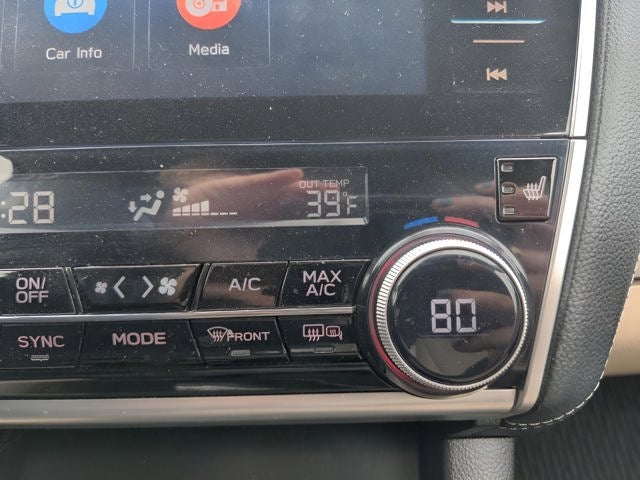 Car Info
Media
OUT TEMP
:28
39°F
ON/OFF
A/C
MAX A/C
80
SYNC
MODE
FRONT